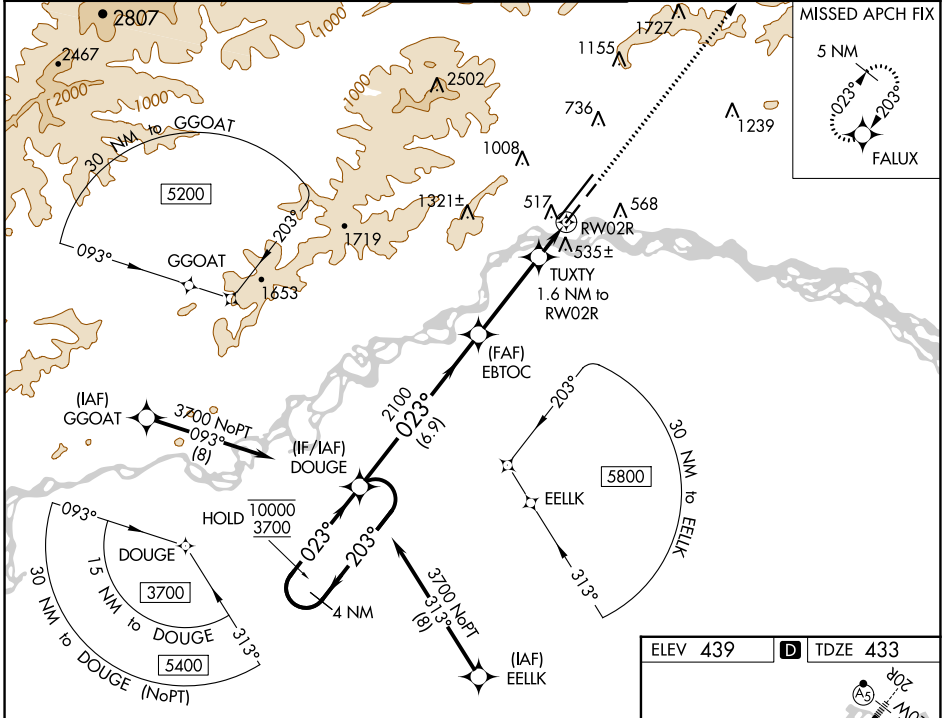 2807
2467
2000
1000
1000
1000
2502
1727
1155
736
1239
1008
1321±
517
568
RW02R
535±
1719
1653
MISSED APCH FIX
5 NM
023°
203°
FALUX
30 NM to GGOAT
5200
093°
203°
GGOAT
TUXTY
1.6 NM to
RW02R
(FAF)
EBTOC
2100
023°
(6.9)
(IAF)
GGOAT
3700 NoPT
093°
(8)
(IF/IAF)
DOUGE
HOLD
10000
3700
023°
203°
4 NM
203°
5800
EELLK
313°
30 NM to EELLK
093°
DOUGE
3700
15 NM to DOUGE
313°
5400
30 NM to DOUGE (NoPT)
3700 NoPT
313°
(8)
(IAF)
EELLK
ELEV 439
D
TDZE 433
A5
20R